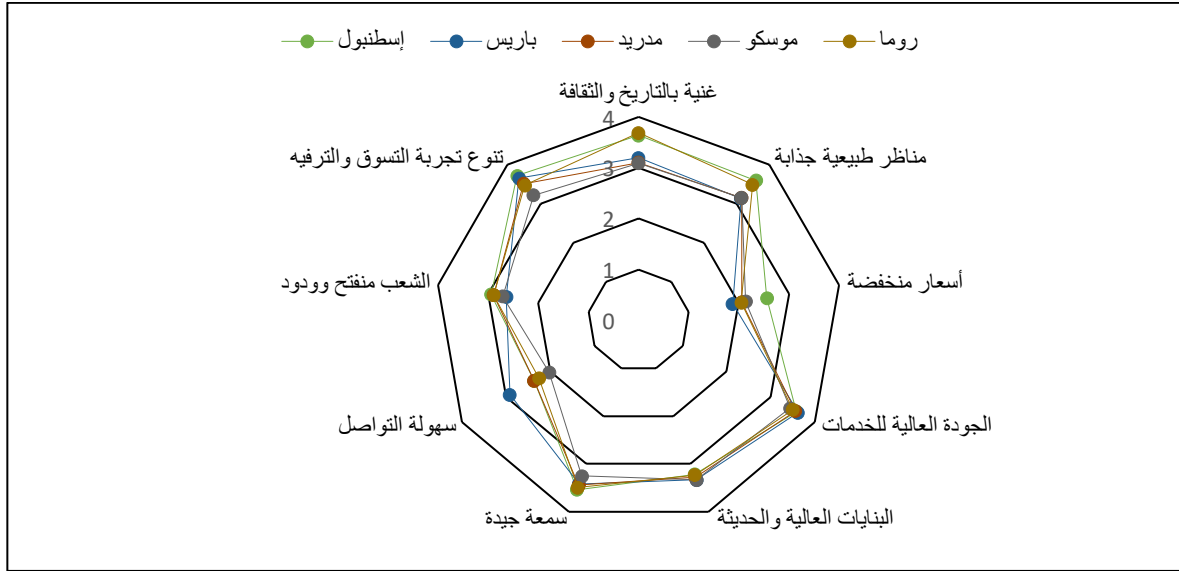 إسطنبول باريس مدريد موسكو روما
غنية بالتاريخ والثقافة
مناظر طبيعية جذابة
أسعار منخفضة
الجودة العالية للخدمات
البنايات العالية والحديثة
سمعة جيدة
سهولة التواصل
الشعب منفتح وودود
تنوع تجربة التسوق والترفيه
4
3
2
1
0